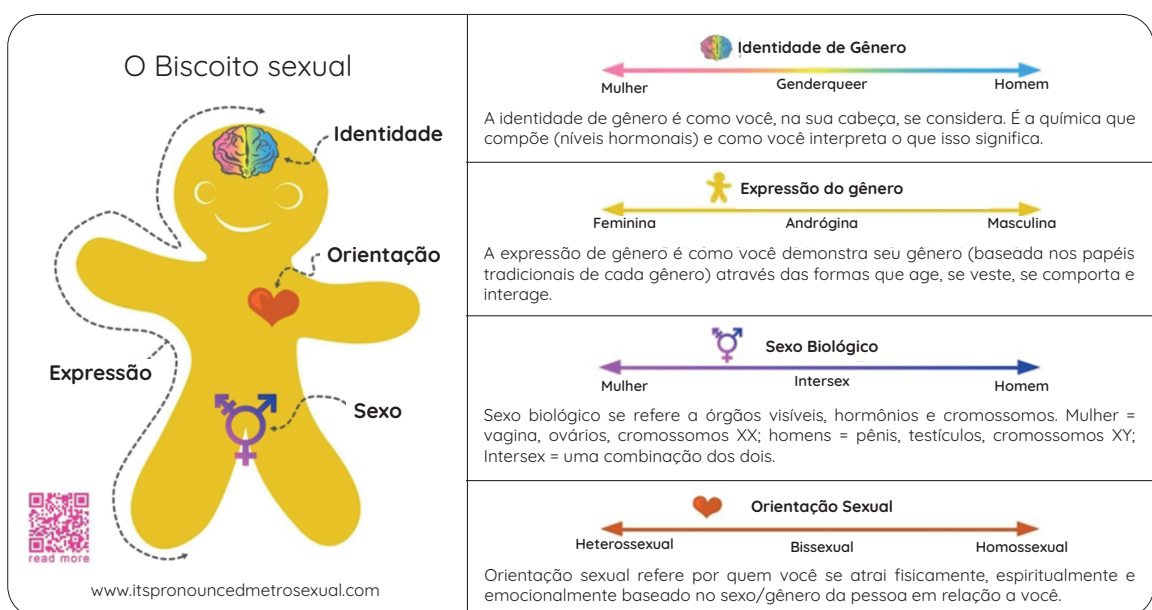 O Biscoito sexual
Identidade
Orientação
Expressão
Sexo
read more
www.itspronouncedmetrosexual.com
Identidade de Gênero
Mulher Genderqueer Homem
A identidade de gênero é como você, na sua cabeça, se considera. É a química que
compõe (níveis hormonais) e como você interpreta o que isso significa.
Expressão do gênero
Feminina Andrógina Masculina
A expressão de gênero é como você demonstra seu gênero (baseada nos papéis
tradicionais de cada gênero) através das formas que age, se veste, se comporta e
interage.
Sexo Biológico
Mulher Intersex Homem
Sexo biológico se refere a órgãos visíveis, hormônios e cromossomos. Mulher =
vagina, ovários, cromossomos XX; homens = pênis, testículos, cromossomos XY;
Intersex = uma combinação dos dois.
Orientação Sexual
Heterossexual Bissexual Homossexual
Orientação sexual refere por quem você se atrai fisicamente, espiritualmente e
emocionalmente baseado no sexo/gênero da pessoa em relação a você.